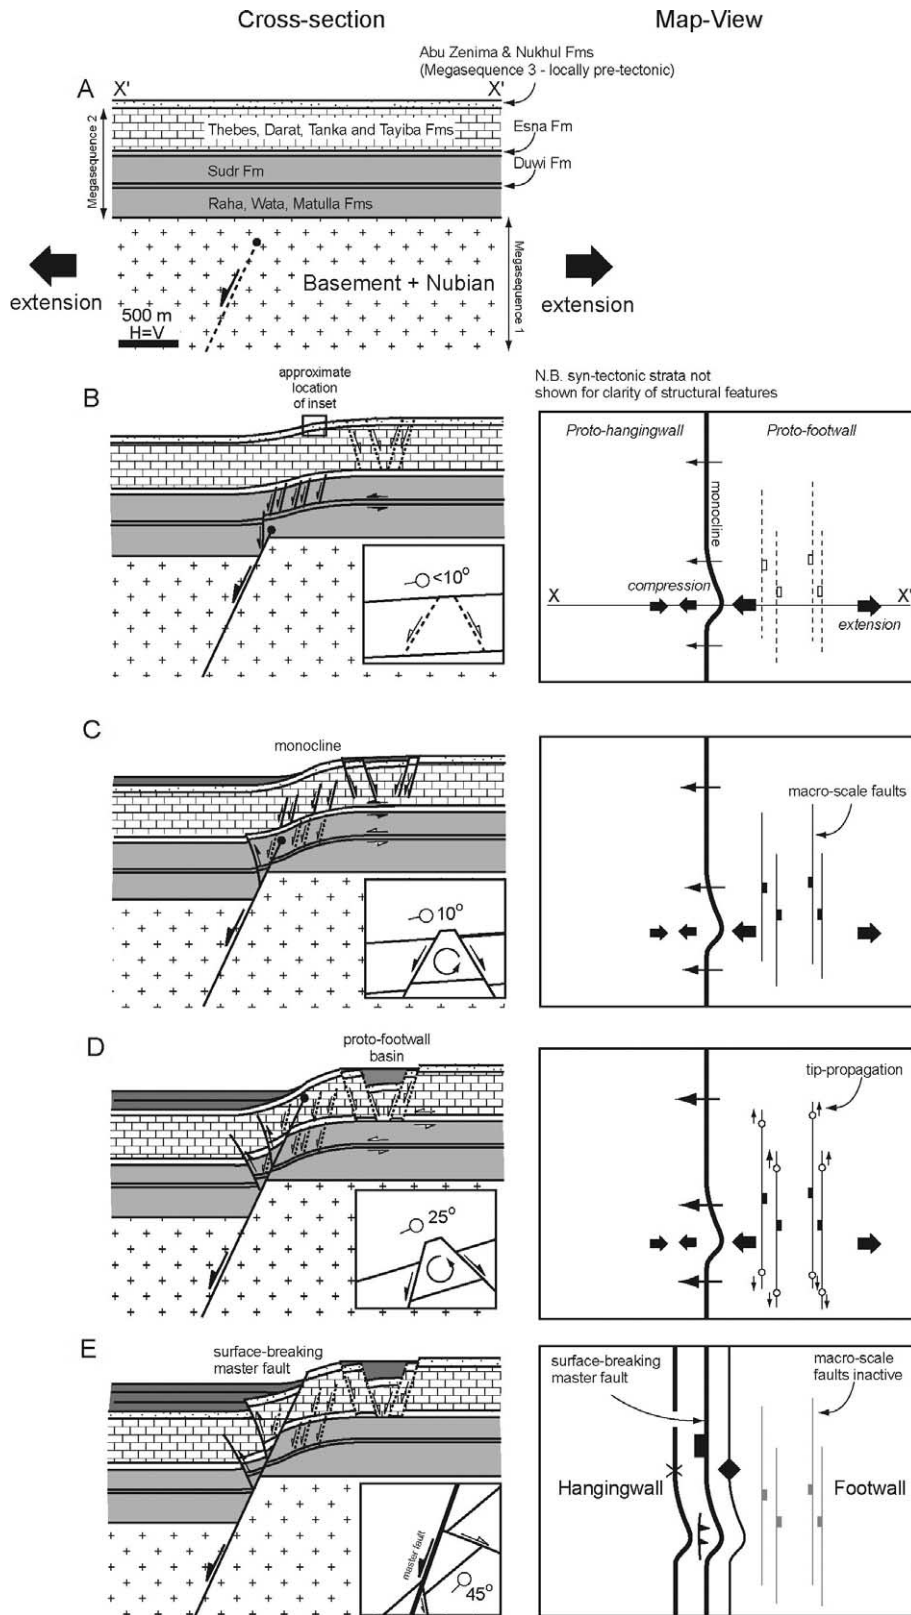 Cross-section
Map-View
Abu Zenima & Nukhul Fms
(Megasequence 3 - locally pre-tectonic)
A
X'
X'
Megasequence 2
Thebes, Darat, Tanka and Tayiba Fms
Esna Fm
Sudr Fm
Duwi Fm
Raha, Wata, Matulla Fms
Megasequence 1
Basement + Nubian
extension
extension
500 m
H=V
approximate
location
of inset
B
<10°
N.B. syn-tectonic strata not
shown for clarity of structural features
Proto-hangingwall
Proto-footwall
monocline
compression
X
X'
extension
C
monocline
10°
macro-scale
faults
D
proto-footwall
basin
25°
tip-propagation
E
surface-breaking
master fault
master fault
45°
surface-breaking
master fault
macro-scale
faults inactive
Hangingwall
Footwall